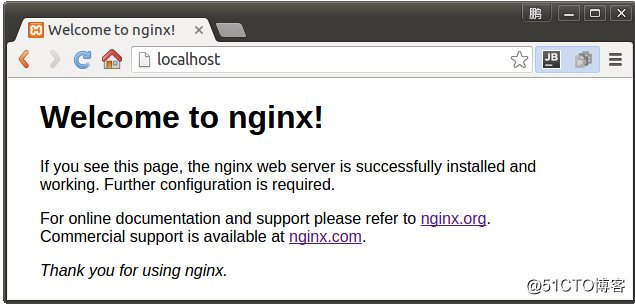 鹏
Welcome to nginx!
localhost
JB
Welcome to nginx!
If you see this page, the nginx web server is successfully installed and
working. Further configuration is required.
For online documentation and support please refer to nginx.org.
Commercial support is available at nginx.com.
Thank you for using nginx.
@51CTO博客